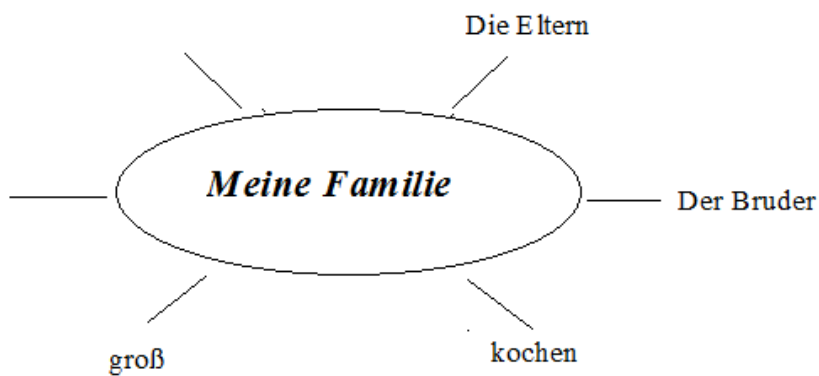 Die Eltern
Meine Familie
Der Bruder
groß
kochen